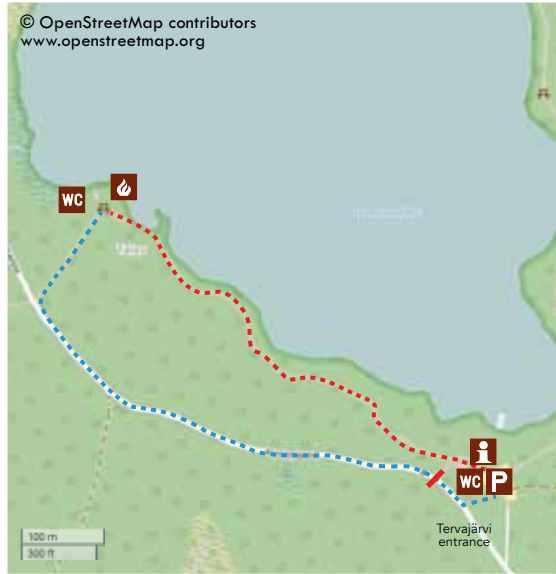 © OpenStreetMap contributors
www.openstreetmap.org
WC
i
WC P
Tervajärvi
entrance
100 m
300 ft